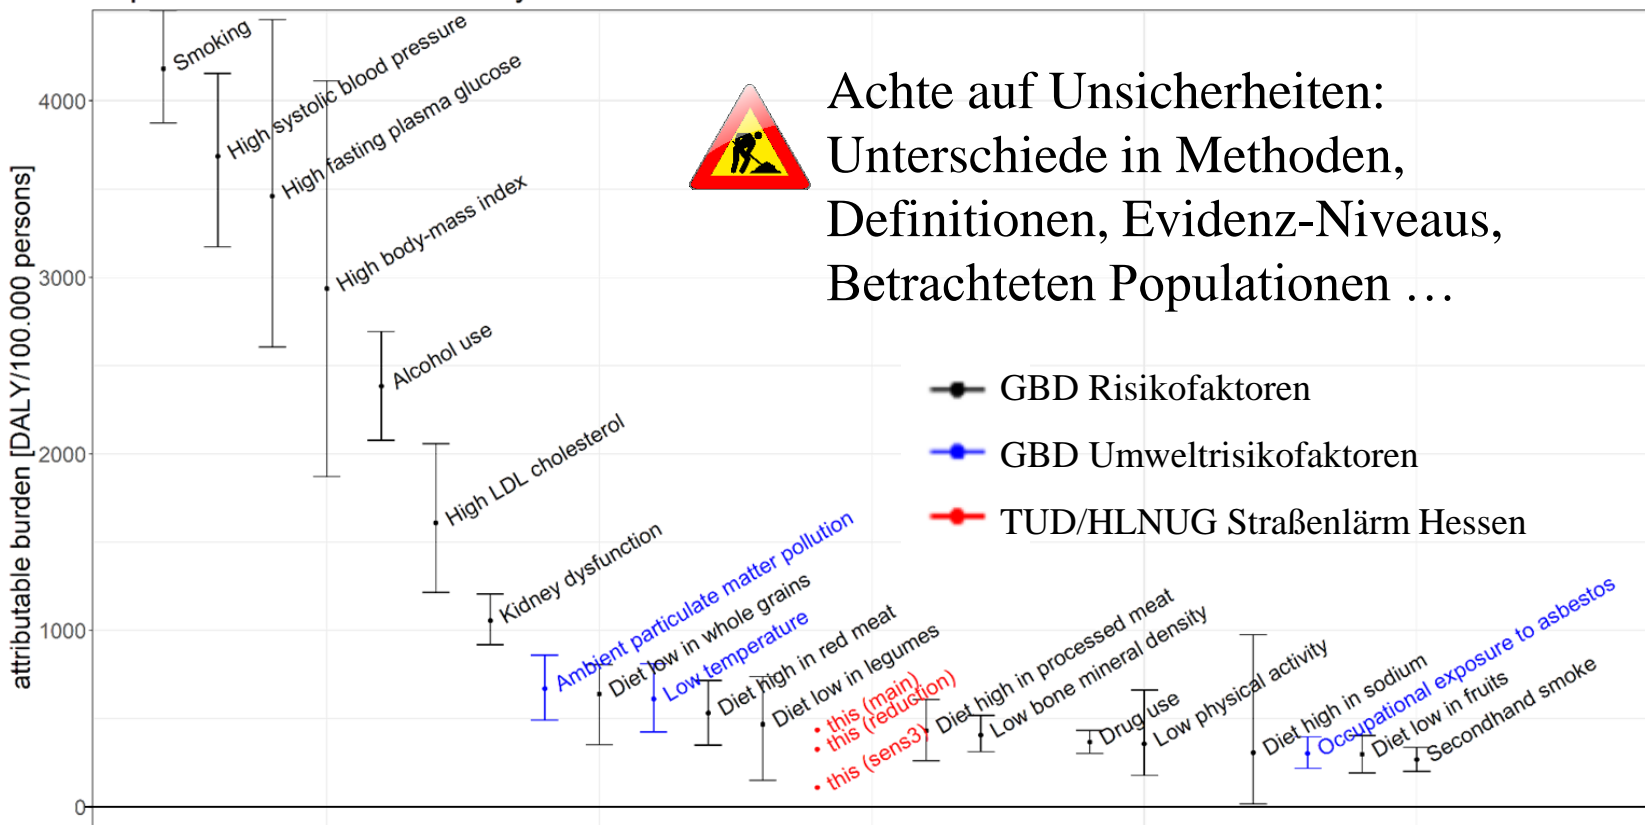 attributable burden [DALY/100.000 persons]
4000
3000
2000
1000
0
Smoking
High systolic blood pressure
High fasting plasma glucose
High body-mass index
Alcohol use
High LDL cholesterol
Kidney dysfunction
Ambient particulate matter pollution
Diet low in whole grains
Low temperature
Diet high in red meat
Diet low in legumes
this (main)
this (reduction)
this (sens3)
Diet high in processed meat
Low bone mineral density
Drug use
Low physical activity
Diet high in sodium
Occupational exposure to asbestos
Diet low in fruits
Secondhand smoke
Achte auf Unsicherheiten:
Unterschiede in Methoden,
Definitionen, Evidenz-Niveaus,
Betrachteten Populationen …
GBD Risikofaktoren
GBD Umweltrisikofaktoren
TUD/HLNUG Straßenlärm Hessen